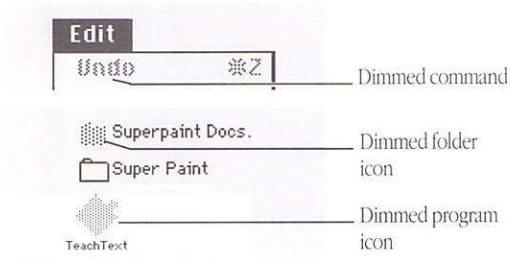 Edit
Undo ⌘Z
Dimmed command
Superpaint Docs.
Dimmed folder
icon
Super Paint
Dimmed program
icon
TeachText